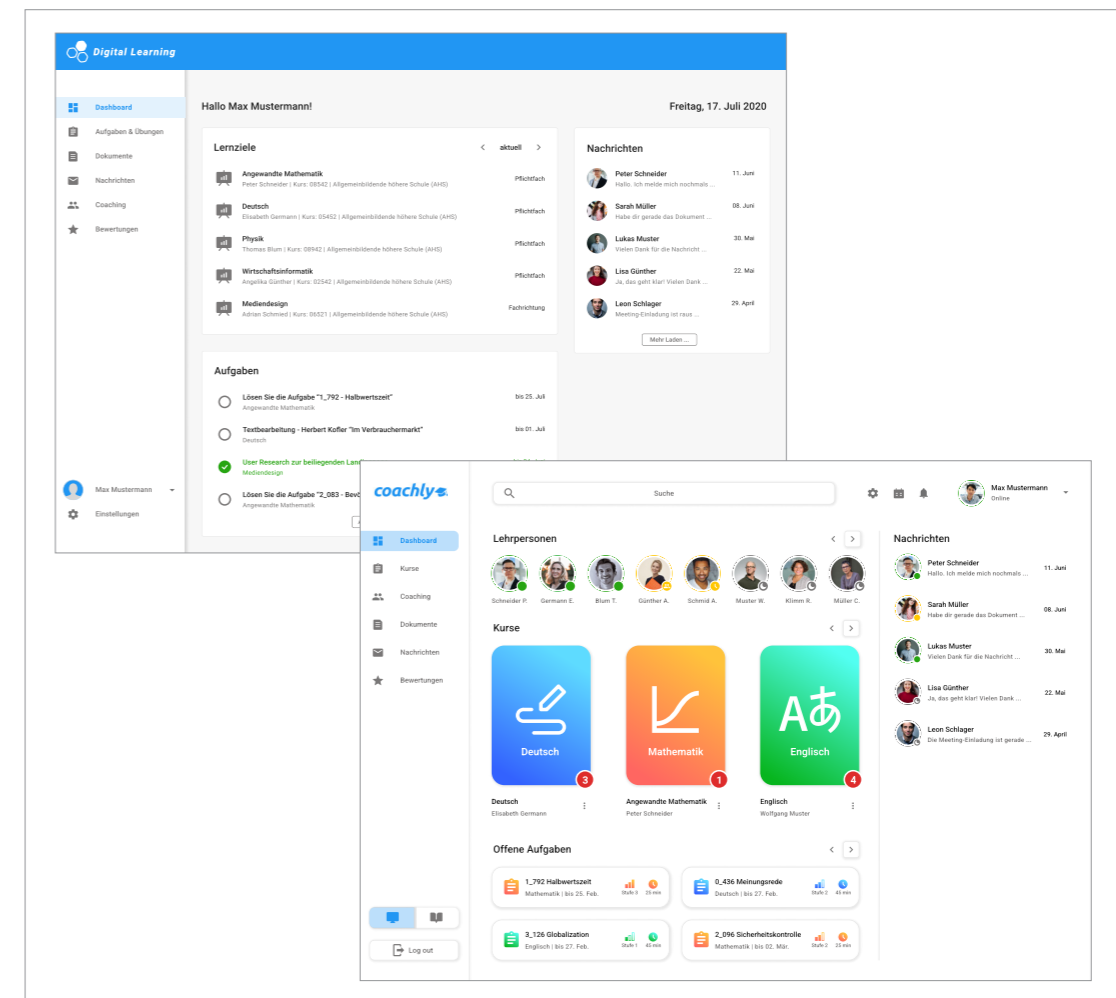 Digital Learning
Dashboard
Aufgaben & Übungen
Dokumente
Nachrichten
Coaching
Bewertungen
Max Mustermann
Einstellungen
Hallo Max Mustermann!
Freitag, 17. Juli 2020
Lernziele
aktuell
Angewandte Mathematik
Peter Schneider | Kurs: 08542 | Allgemeinbildende höhere Schule (AHS)
Pflichtfach
Deutsch
Elisabeth Germann | Kurs: 05452 | Allgemeinbildende höhere Schule (AHS)
Pflichtfach
Physik
Thomas Blum | Kurs: 08942 | Allgemeinbildende höhere Schule (AHS)
Pflichtfach
Wirtschaftsinformatik
Angelika Günther | Kurs: 02542 | Allgemeinbildende höhere Schule (AHS)
Pflichtfach
Mediendesign
Adrian Schmied | Kurs: 06521 | Allgemeinbildende höhere Schule (AHS)
Fachrichtung
Nachrichten
Peter Schneider 11. Juni
Hallo. Ich melde mich nochmals ...
Sarah Müller 08. Juni
Habe dir gerade das Dokument ...
Lukas Muster 30. Mai
Vielen Dank für die Nachricht ...
Lisa Günther 22. Mai
Ja, das geht klar! Vielen Dank ...
Leon Schlager 29. April
Meeting-Einladung ist raus ...
Mehr Laden ...
Aufgaben
Lösen Sie die Aufgabe "1_792 - Halbwertszeit" bis 25. Juli
Angewandte Mathematik
Textbearbeitung - Herbert Kofler "Im Verbrauchermarkt" bis 01. Juli
Deutsch
User Research zur beiliegenden
Mediendesign
Lösen Sie die Aufgabe "2_083 -
Angewandte Mathematik
coachly
Suche
Max Mustermann
Online
Dashboard
Kurse
Coaching
Dokumente
Nachrichten
Bewertungen
Log out
Lehrpersonen
Schneider P. Germann E. Blum T. Günther A. Schmid A. Muster W. Klimm R. Müller C.
Kurse
Deutsch
3
Mathematik
1
Aあ
Englisch
4
Deutsch
Elisabeth Germann
Angewandte Mathematik
Peter Schneider
Englisch
Wolfgang Muster
Offene Aufgaben
1_792 Halbwertszeit
Mathematik | bis 25. Feb.
Stufe 3 25 min
0_436 Meinungsrede
Deutsch | bis 27. Feb.
Stufe 2 45 min
3_126 Globalization
Englisch | bis 27. Feb.
Stufe 1 45 min
2_096 Sicherheitskontrolle
Mathematik | bis 02. Mär.
Stufe 2 25 min
Nachrichten
Peter Schneider
Hallo. Ich melde mich nochmals ...
11. Juni
Sarah Müller
Habe dir gerade das Dokument ...
08. Juni
Lukas Muster
Vielen Dank für die Nachricht ...
30. Mai
Lisa Günther
Ja, das geht klar! Vielen Dank ...
22. Mai
Leon Schlager
Die Meeting-Einladung ist gerade ...
29. April